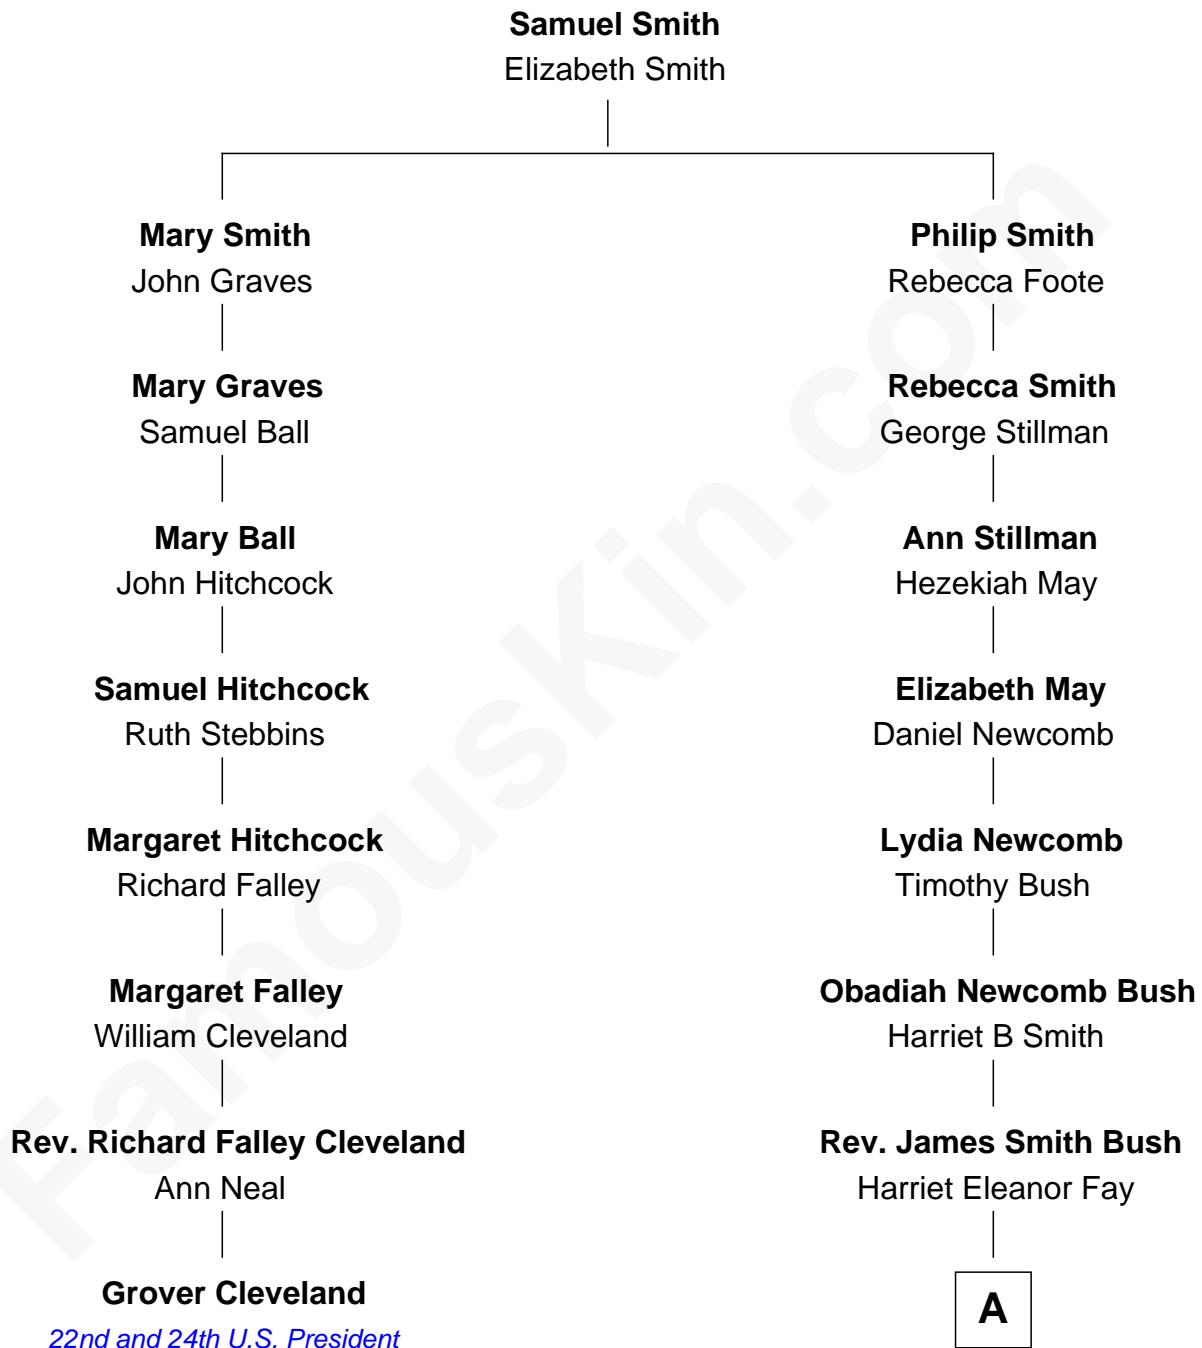 Samuel Smith
Elizabeth Smith
Mary Smith
John Graves
Philip Smith
Rebecca Foote
Mary Graves
Samuel Ball
Rebecca Smith
George Stillman
Mary Ball
John Hitchcock
Ann Stillman
Hezekiah May
Samuel Hitchcock
Ruth Stebbins
Elizabeth May
Daniel Newcomb
Margaret Hitchcock
Richard Falley
Lydia Newcomb
Timothy Bush
Margaret Falley
William Cleveland
Obadiah Newcomb Bush
Harriet B Smith
Rev. Richard Falley Cleveland
Ann Neal
Rev. James Smith Bush
Harriet Eleanor Fay
Grover Cleveland
22nd and 24th U.S. President
A
FamousKin.com